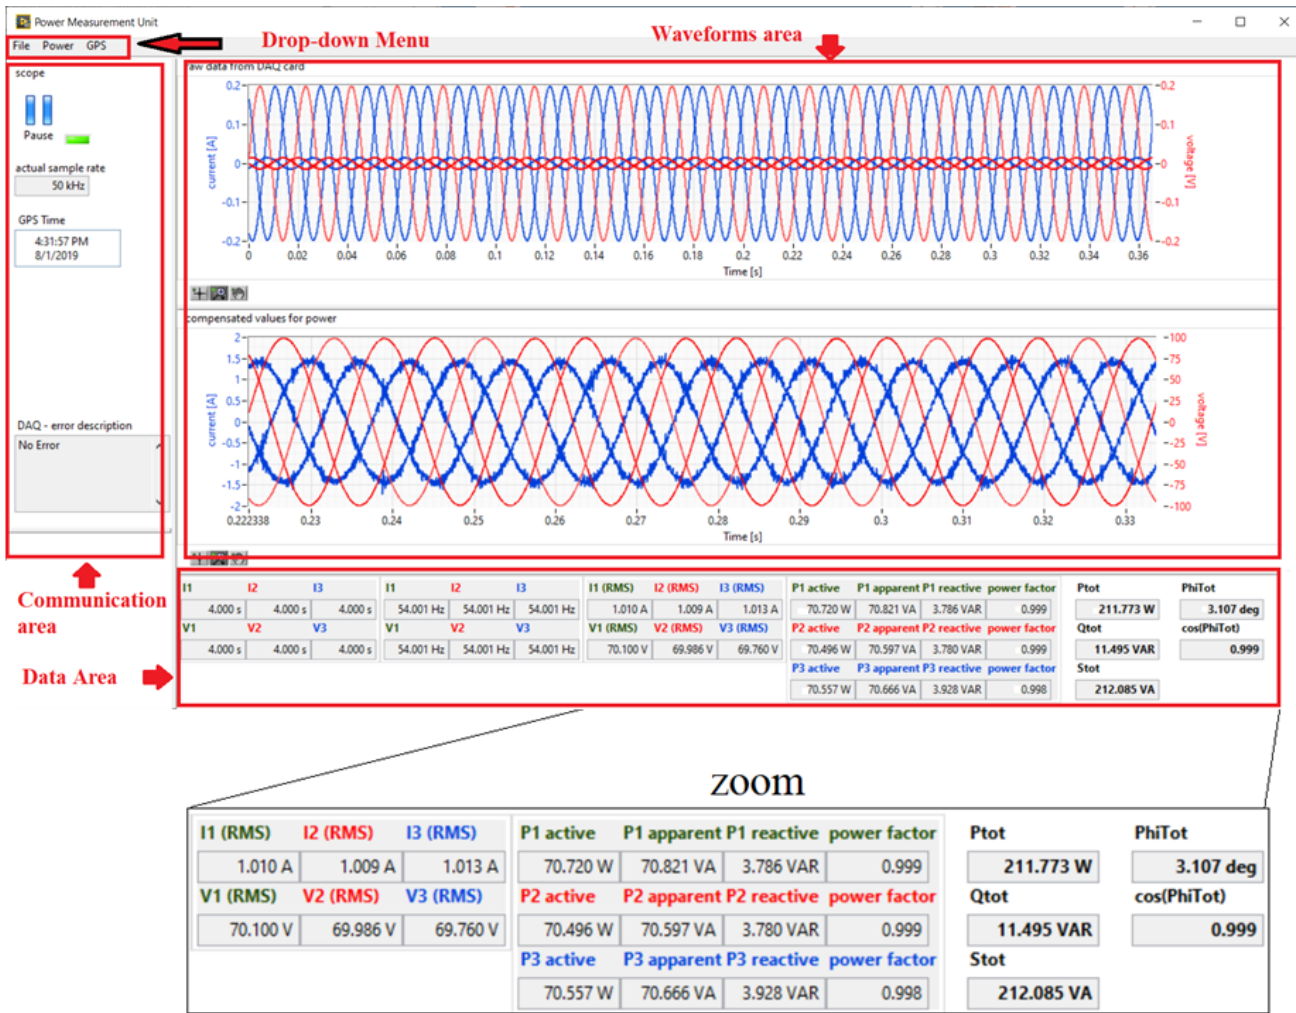 Power Measurement Unit
File Power GPS
Drop-down Menu
Waveforms area
scope
Pause
actual sample rate
50 kHz
GPS Time
4:31:57 PM
8/1/2019
DAQ - error description
No Error
Communication
area
Data Area
aw data from DAQ card
current [A]
0.2
0.1
0
-0.1
-0.2
voltage [V]
0.2
0.1
0
-0.1
-0.2
0 0.02 0.04 0.06 0.08 0.1 0.12 0.14 0.16 0.18 0.2 0.22 0.24 0.26 0.28 0.3 0.32 0.34 0.36
Time [s]
compensated values for power
current [A]
2
1.5
1
0.5
0
-0.5
-1
-1.5
-2
voltage [V]
100
75
50
25
0
-25
-50
-75
-100
0.222338 0.23 0.24 0.25 0.26 0.27 0.28 0.29 0.3 0.31 0.32 0.33
Time [s]
I1 I2 I3 I1 I2 I3 I1 (RMS) I2 (RMS) I3 (RMS) P1 active P1 apparent P1 reactive power factor Ptot PhiTot
4.000 s 4.000 s 4.000 s 54.001 Hz 54.001 Hz 54.001 Hz 1.010 A 1.009 A 1.013 A 70.720 W 70.821 VA 3.786 VAR 0.999 211.773 W 3.107 deg
V1 V2 V3 V1 V2 V3 V1 (RMS) V2 (RMS) V3 (RMS) P2 active P2 apparent P2 reactive power factor Qtot cos(PhiTot)
4.000 s 4.000 s 4.000 s 54.001 Hz 54.001 Hz 54.001 Hz 70.100 V 69.986 V 69.760 V 70.496 W 70.597 VA 3.780 VAR 0.999 11.495 VAR 0.999
P3 active P3 apparent P3 reactive power factor Stot
70.557 W 70.666 VA 3.928 VAR 0.998 212.085 VA
zoom
I1 (RMS) I2 (RMS) I3 (RMS) P1 active P1 apparent P1 reactive power factor Ptot PhiTot
1.010 A 1.009 A 1.013 A 70.720 W 70.821 VA 3.786 VAR 0.999 211.773 W 3.107 deg
V1 (RMS) V2 (RMS) V3 (RMS) P2 active P2 apparent P2 reactive power factor Qtot cos(PhiTot)
70.100 V 69.986 V 69.760 V 70.496 W 70.597 VA 3.780 VAR 0.999 11.495 VAR 0.999
P3 active P3 apparent P3 reactive power factor Stot
70.557 W 70.666 VA 3.928 VAR 0.998 212.085 VA